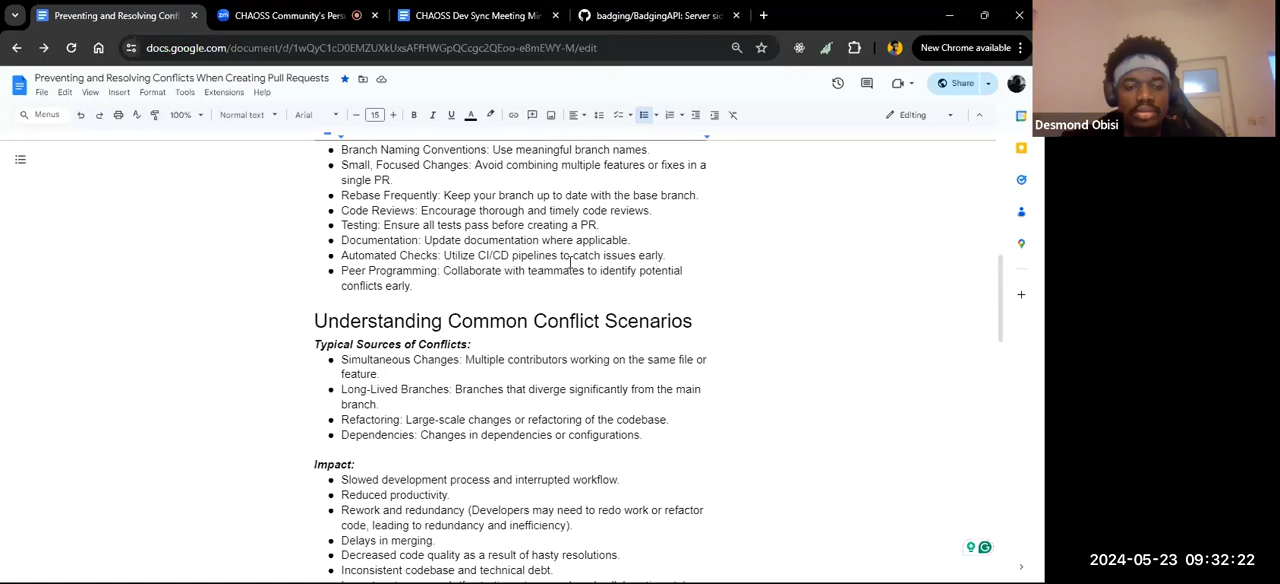 Preventing and Resolving Confl
CHAOSS Community's Pers
CHAOSS Dev Sync Meeting Mi
badging/BadgingAPI: Server si
docs.google.com/document/d/1wQyC1cD0EMZUXkUxsAFfHWGpQCcgc2QEoo-e8mEWY-M/edit
New Chrome available
Preventing and Resolving Conflicts When Creating Pull Requests
File Edit View Insert Format Tools Extensions Help
Share
Menus 100% Normal text Arial 15 B I U A Editing
Desmond Obisi
Branch Naming Conventions: Use meaningful branch names.
Small, Focused Changes: Avoid combining multiple features or fixes in a
single PR.
Rebase Frequently: Keep your branch up to date with the base branch.
Code Reviews: Encourage thorough and timely code reviews.
Testing: Ensure all tests pass before creating a PR.
Documentation: Update documentation where applicable.
Automated Checks: Utilize CI/CD pipelines to catch issues early.
Peer Programming: Collaborate with teammates to identify potential
conflicts early.
Understanding Common Conflict Scenarios
Typical Sources of Conflicts:
Simultaneous Changes: Multiple contributors working on the same file or
feature.
Long-Lived Branches: Branches that diverge significantly from the main
branch.
Refactoring: Large-scale changes or refactoring of the codebase.
Dependencies: Changes in dependencies or configurations.
Impact:
Slowed development process and interrupted workflow.
Reduced productivity.
Rework and redundancy (Developers may need to redo work or refactor
code, leading to redundancy and inefficiency).
Delays in merging.
Decreased code quality as a result of hasty resolutions.
Inconsistent codebase and technical debt.
2024-05-23 09:32:22